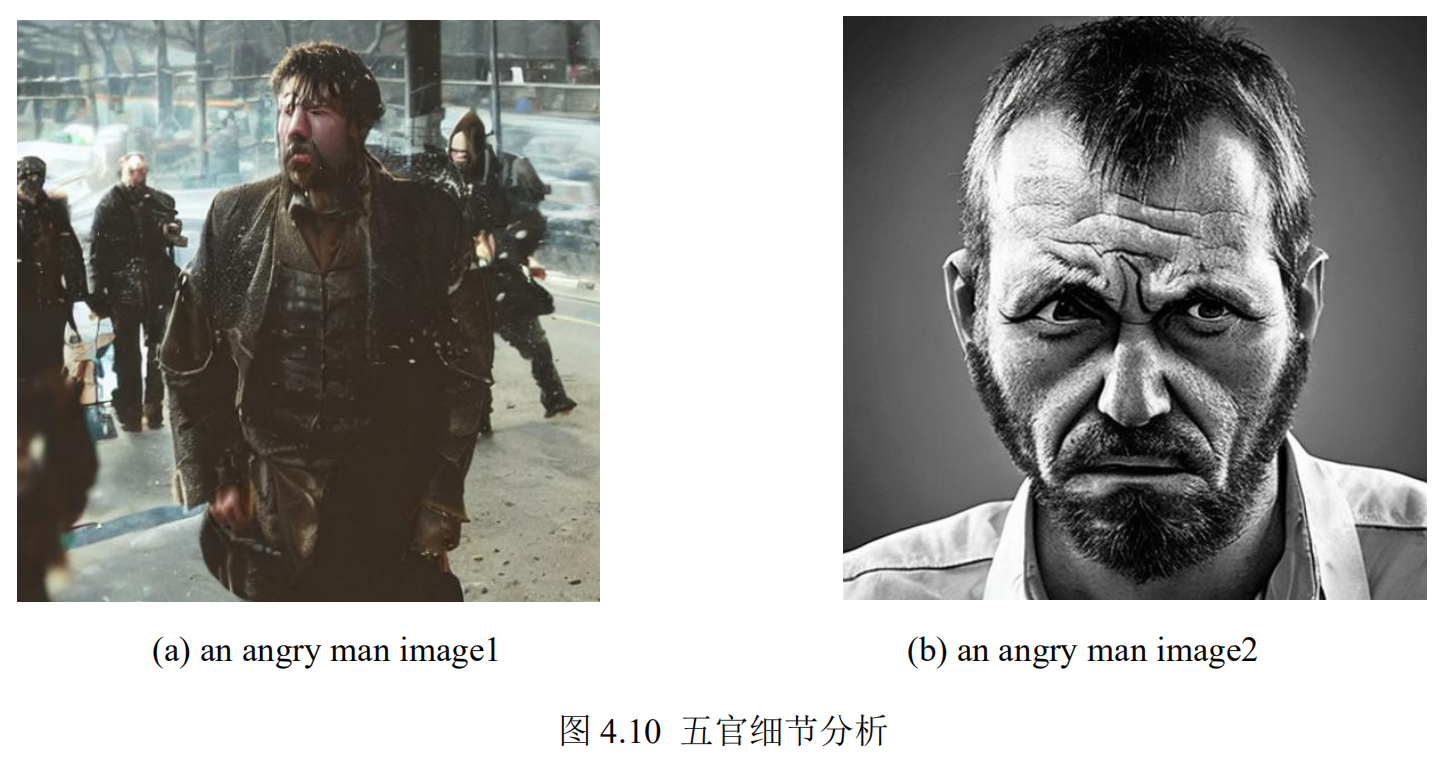 (a) an angry man image1
(b) an angry man image2
图 4.10 五官细节分析